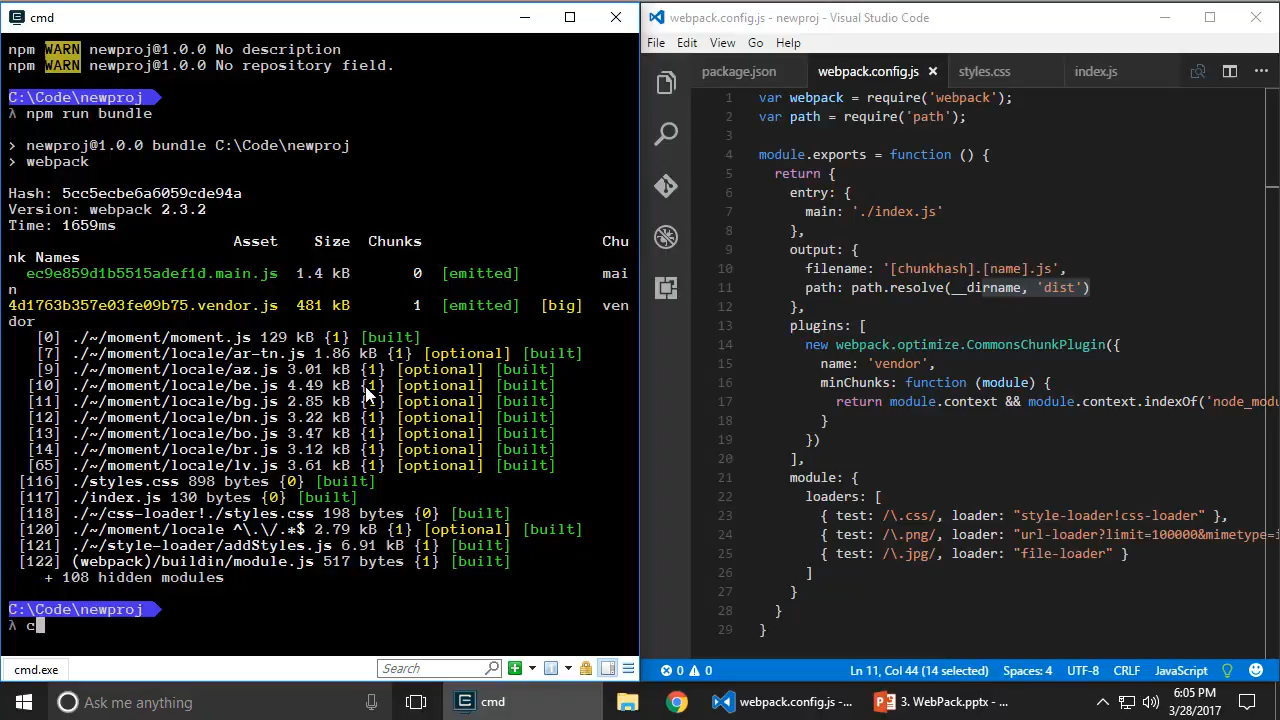 cmd
npm WARN newproj@1.0.0 No description
npm WARN newproj@1.0.0 No repository field.
C:\Code\newproj
λ npm run bundle
> newproj@1.0.0 bundle C:\Code\newproj
> webpack
Hash: 5cc5ecbe6a6059cde94a
Version: webpack 2.3.2
Time: 1659ms
Asset Size Chunks Chu
nk Names
ec9e859d1b5515adef1d.main.js 1.4 kB 0 [emitted] mai
n
4d1763b357e03fe09b75.vendor.js 481 kB 1 [emitted] [big] ven
dor
[0] ./~/moment/moment.js 129 kB {1} [built]
[7] ./~/moment/locale/ar-tn.js 1.86 kB {1} [optional] [built]
[9] ./~/moment/locale/az.js 3.01 kB {1} [optional] [built]
[10] ./~/moment/locale/be.js 4.49 kB {1} [optional] [built]
[11] ./~/moment/locale/bg.js 2.85 kB {1} [optional] [built]
[12] ./~/moment/locale/bn.js 3.22 kB {1} [optional] [built]
[13] ./~/moment/locale/bo.js 3.47 kB {1} [optional] [built]
[14] ./~/moment/locale/br.js 3.12 kB {1} [optional] [built]
[65] ./~/moment/locale/lv.js 3.61 kB {1} [optional] [built]
[116] ./styles.css 898 bytes {0} [built]
[117] ./index.js 130 bytes {0} [built]
[118] ./~/css-loader!./styles.css 198 bytes {0} [built]
[120] ./~/moment/locale ^\.\/.*$ 2.79 kB {1} [optional] [built]
[121] ./~/style-loader/addStyles.js 6.91 kB {1} [built]
[122] (webpack)/buildin/module.js 517 bytes {1} [built]
+ 108 hidden modules
C:\Code\newproj
λ c
cmd.exe
Search
webpack.config.js - newproj - Visual Studio Code
File Edit View Go Help
package.json webpack.config.js styles.css index.js
1 var webpack = require('webpack');
2 var path = require('path');
3
4 module.exports = function () {
5 return {
6 entry: {
7 main: './index.js'
8 },
9 output: {
10 filename: '[chunkhash].[name].js',
11 path: path.resolve(__dirname, 'dist')
12 },
13 plugins: [
14 new webpack.optimize.CommonsChunkPlugin({
15 name: 'vendor',
16 minChunks: function (module) {
17 return module.context && module.context.indexOf('node_modu
18 }
19 })
20 ],
21 module: {
22 loaders: [
23 { test: /\.css/, loader: "style-loader!css-loader" },
24 { test: /\.png/, loader: "url-loader?limit=100000&mimetype=i
25 { test: /\.jpg/, loader: "file-loader" }
26 ]
27 }
28 }
29 }
0 0 Ln 11, Col 44 (14 selected) Spaces: 4 UTF-8 CRLF JavaScript
Ask me anything cmd webpack.config.js -... 3. WebPack.pptx - ... 6:05 PM
3/28/2017